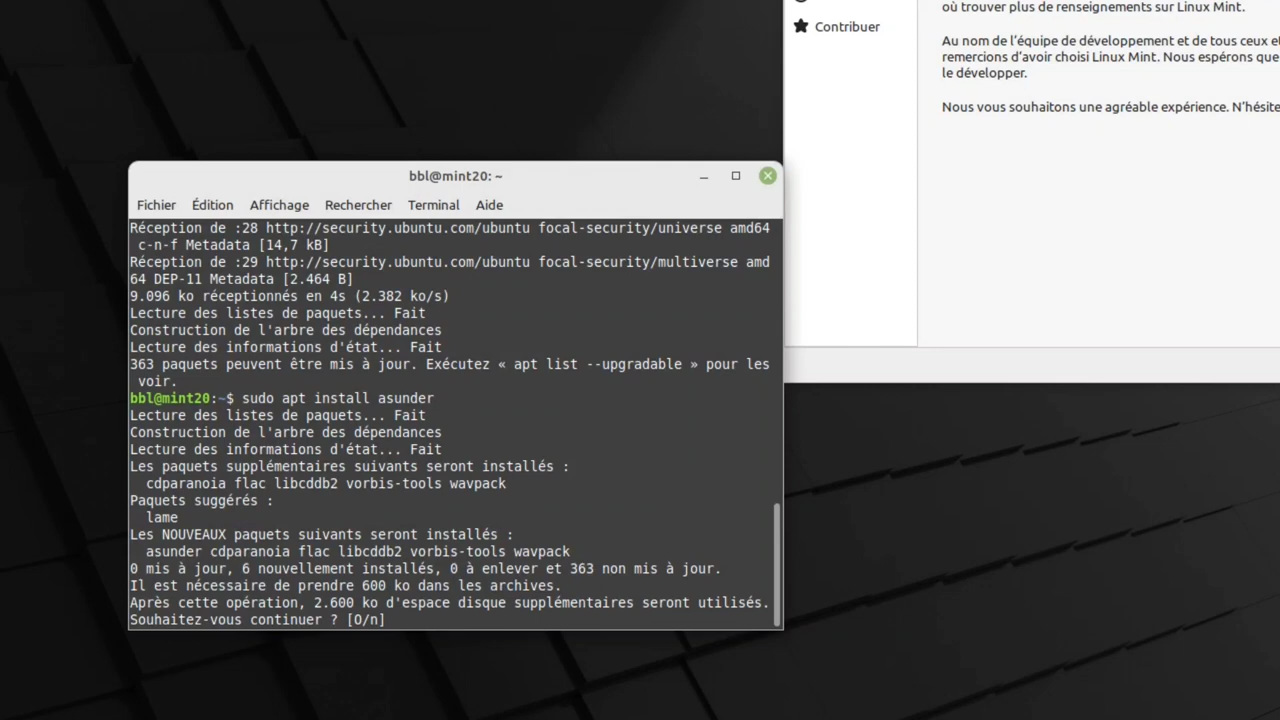 où trouver plus de renseignements sur Linux Mint.
Contribuer
Au nom de l'équipe de développement et de tous ceux et
remercions d'avoir choisi Linux Mint. Nous espérons que
le développer.
Nous vous souhaitons une agréable expérience. N'hésite
bbl@mint20: ~
Fichier Édition Affichage Rechercher Terminal Aide
Réception de :28 http://security.ubuntu.com/ubuntu focal-security/universe amd64
c-n-f Metadata [14,7 kB]
Réception de :29 http://security.ubuntu.com/ubuntu focal-security/multiverse amd
64 DEP-11 Metadata [2.464 B]
9.096 ko réceptionnés en 4s (2.382 ko/s)
Lecture des listes de paquets... Fait
Construction de l'arbre des dépendances
Lecture des informations d'état... Fait
363 paquets peuvent être mis à jour. Exécutez « apt list --upgradable » pour les
voir.
bbl@mint20:~$ sudo apt install asunder
Lecture des listes de paquets... Fait
Construction de l'arbre des dépendances
Lecture des informations d'état... Fait
Les paquets supplémentaires suivants seront installés :
cdparanoia flac libcddb2 vorbis-tools wavpack
Paquets suggérés :
lame
Les NOUVEAUX paquets suivants seront installés :
asunder cdparanoia flac libcddb2 vorbis-tools wavpack
0 mis à jour, 6 nouvellement installés, 0 à enlever et 363 non mis à jour.
Il est nécessaire de prendre 600 ko dans les archives.
Après cette opération, 2.600 ko d'espace disque supplémentaires seront utilisés.
Souhaitez-vous continuer ? [O/n]